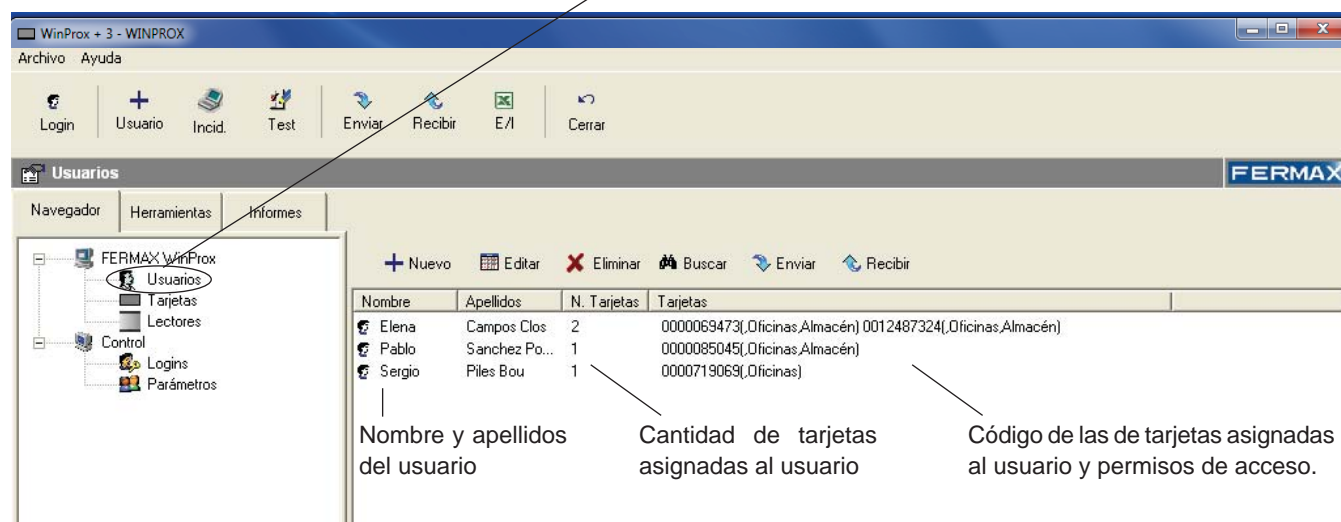 WinProx + 3 - WINPROX
Archivo Ayuda
Login Usuario Incid. Test Enviar Recibir E/I Cerrar
Usuarios FERMAX
Navegador Herramientas Informes
FERMAX WinProx
Usuarios
Tarjetas
Lectores
Control
Logins
Parámetros
Nuevo Editar Eliminar Buscar Enviar Recibir
Nombre Apellidos N. Tarjetas Tarjetas
Elena Campos Clos 2 0000069473(,Oficinas,Almacén) 0012487324(,Oficinas,Almacén)
Pablo Sanchez Po... 1 0000085045(,Oficinas,Almacén)
Sergio Piles Bou 1 0000719069(,Oficinas)
Nombre y apellidos
del usuario
Cantidad de tarjetas
asignadas al usuario
Código de las de tarjetas asignadas
al usuario y permisos de acceso.